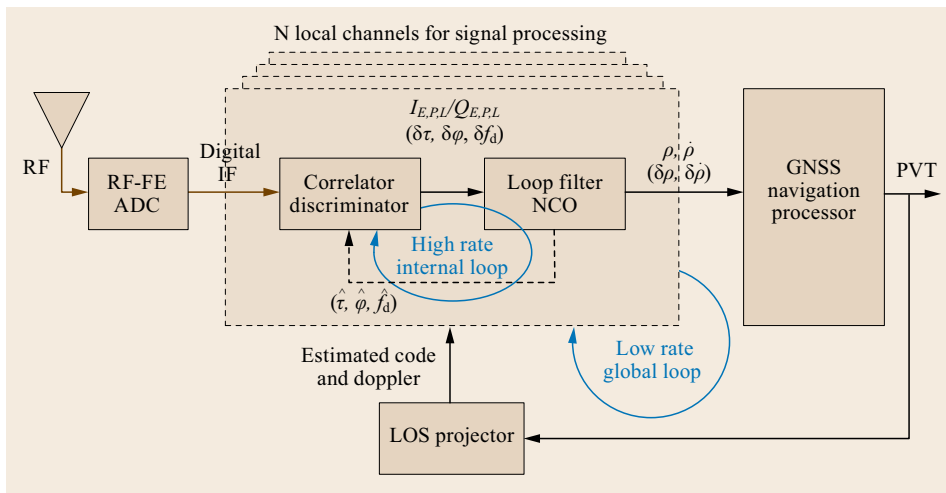 N local channels for signal processing
I_E,P,L/Q_E,P,L
(δτ, δφ, δf_d)
RF
RF-FE
ADC
Digital
IF
Correlator
discriminator
Loop filter
NCO
ρ, ρ̇
(δρ, δρ̇)
GNSS
navigation
processor
PVT
High rate
internal loop
(τ̂, φ̂, f̂_d)
Estimated code
and doppler
Low rate
global loop
LOS projector